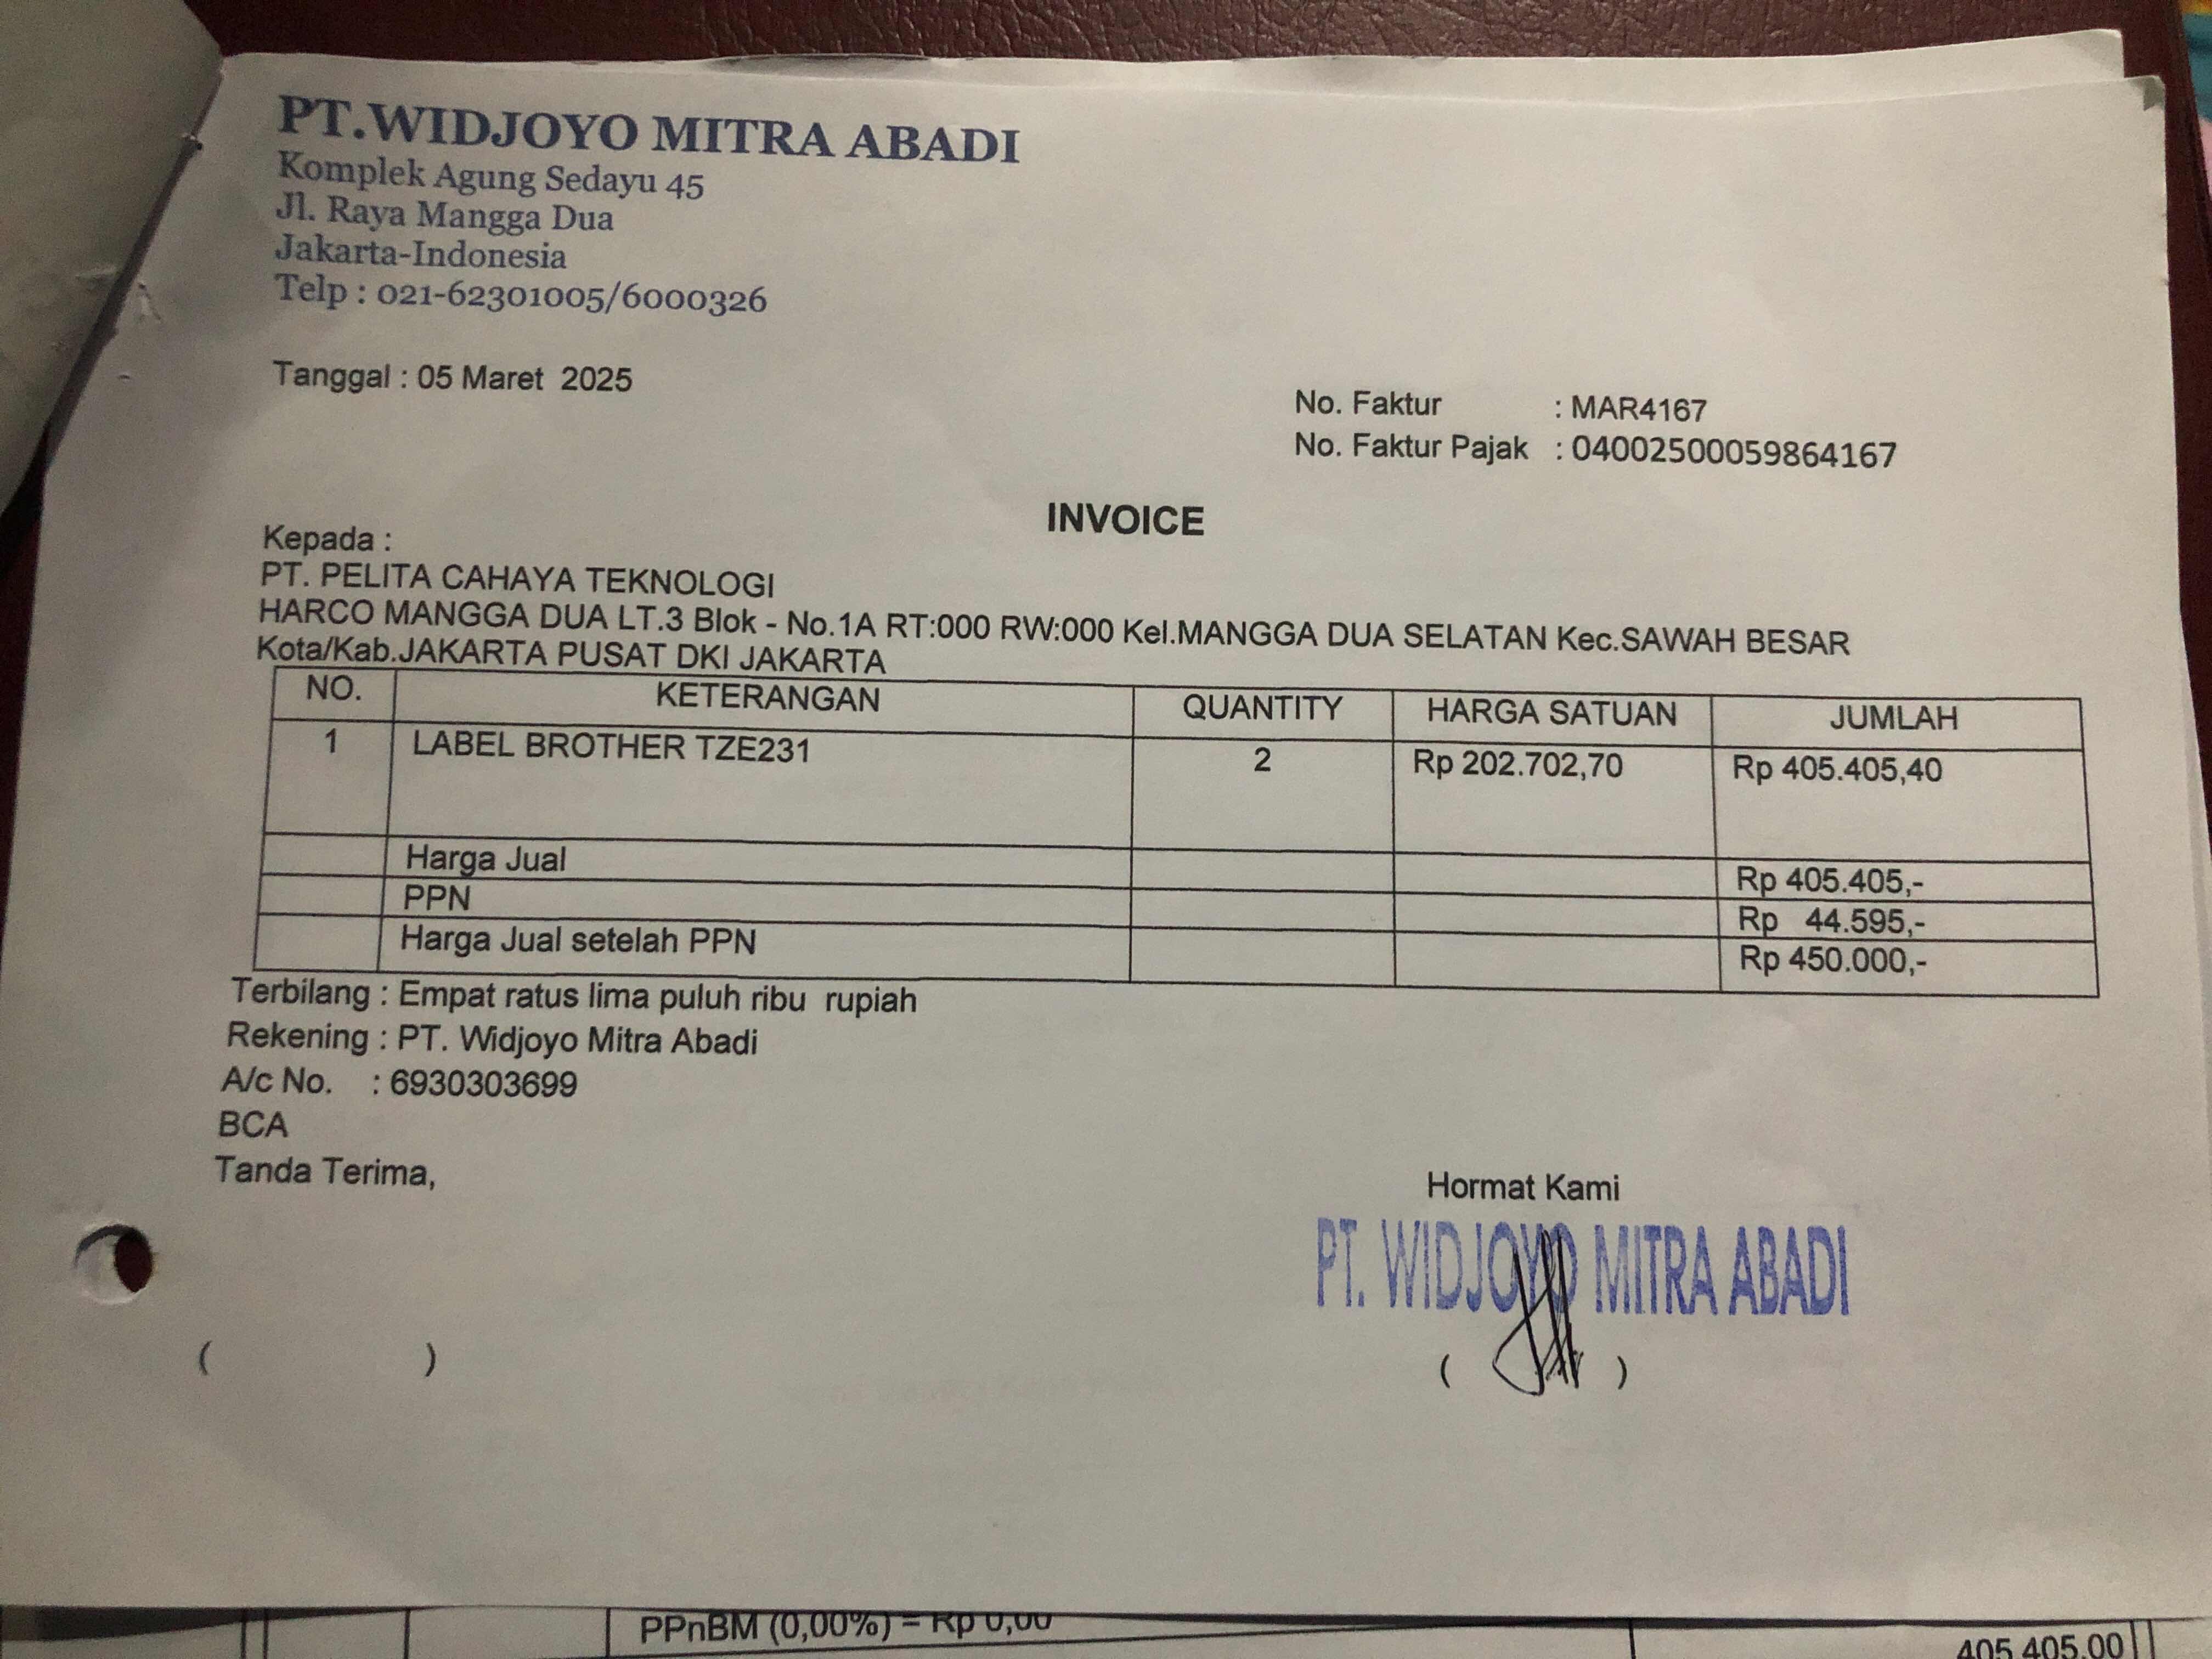 PT.WIDJOYO MITRA ABADI
Komplek Agung Sedayu 45
Jl. Raya Mangga Dua
Jakarta-Indonesia
Telp : 021-62301005/6000326
Tanggal : 05 Maret 2025
No. Faktur : MAR4167
No. Faktur Pajak : 04002500059864167
INVOICE
Kepada :
PT. PELITA CAHAYA TEKNOLOGI
HARCO MANGGA DUA LT.3 Blok - No.1A RT:000 RW:000 Kel.MANGGA DUA SELATAN Kec.SAWAH BESAR
Kota/Kab.JAKARTA PUSAT DKI JAKARTA
NO. KETERANGAN QUANTITY HARGA SATUAN JUMLAH
1 LABEL BROTHER TZE231 2 Rp 202.702,70 Rp 405.405,40
Harga Jual Rp 405.405,-
PPN Rp 44.595,-
Harga Jual setelah PPN Rp 450.000,-
Terbilang : Empat ratus lima puluh ribu rupiah
Rekening : PT. Widjoyo Mitra Abadi
A/c No. : 6930303699
BCA
Tanda Terima,
Hormat Kami
PT. WIDJOYO MITRA ABADI
( ) ( )
PPnBM (0,00%) = Rp 0,00
405.405,00